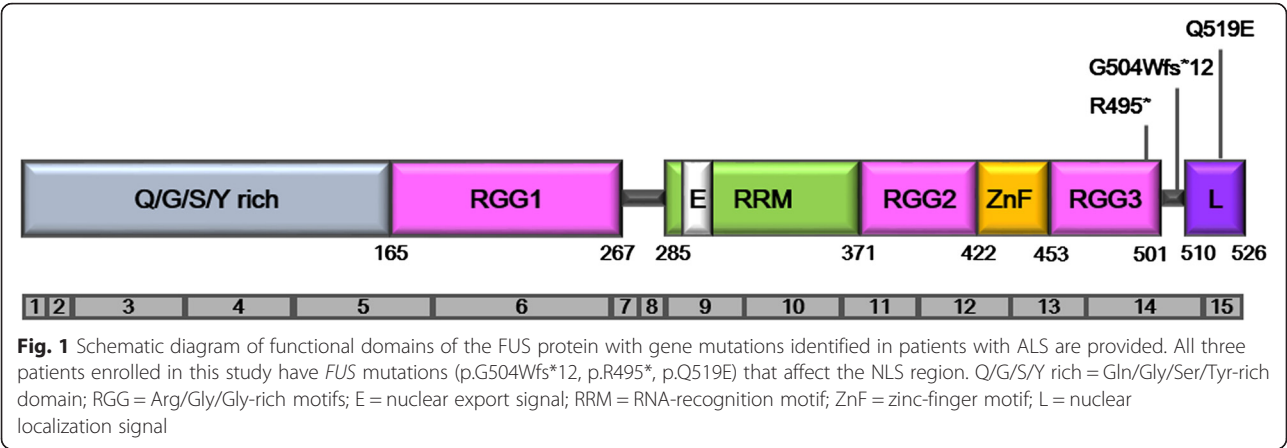 Q519E
G504Wfs*12
R495*
Q/G/S/Y rich RGG1 E RRM RGG2 ZnF RGG3 L
165 267 285 371 422 453 501 510 526
1 2 3 4 5 6 7 8 9 10 11 12 13 14 15
Fig. 1 Schematic diagram of functional domains of the FUS protein with gene mutations identified in patients with ALS are provided. All three
patients enrolled in this study have FUS mutations (p.G504Wfs*12, p.R495*, p.Q519E) that affect the NLS region. Q/G/S/Y rich = Gln/Gly/Ser/Tyr-rich
domain; RGG = Arg/Gly/Gly-rich motifs; E = nuclear export signal; RRM = RNA-recognition motif; ZnF = zinc-finger motif; L = nuclear
localization signal